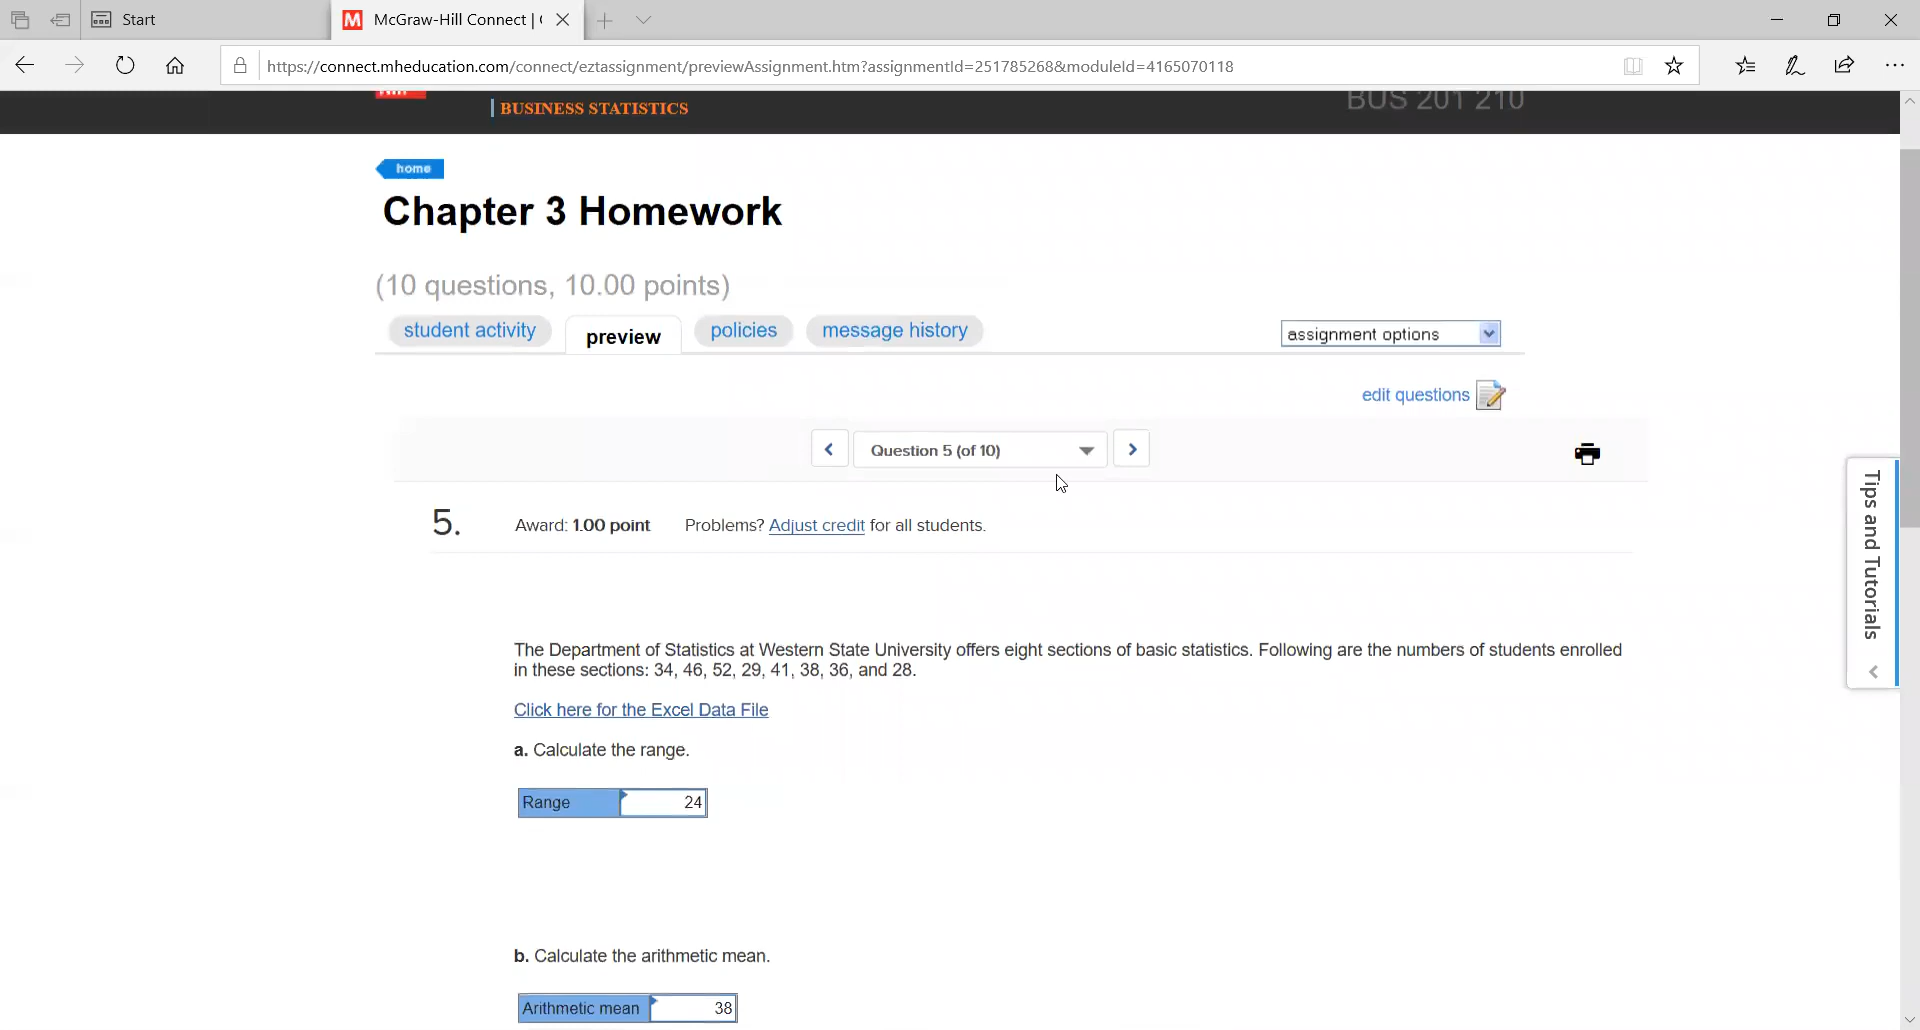 Start
McGraw-Hill Connect |
https://connect.mheducation.com/connect/eztassignment/previewAssignment.htm?assignmentId=251785268&moduleId=4165070118
BUSINESS STATISTICS
BUS 201 210
home
Chapter 3 Homework
(10 questions, 10.00 points)
student activity
preview
policies
message history
assignment options
edit questions
Question 5 (of 10)
5.
Award: 1.00 point
Problems? Adjust credit for all students.
Tips and Tutorials
The Department of Statistics at Western State University offers eight sections of basic statistics. Following are the numbers of students enrolled
in these sections: 34, 46, 52, 29, 41, 38, 36, and 28.
Click here for the Excel Data File
a. Calculate the range.
Range 24
b. Calculate the arithmetic mean.
Arithmetic mean 38